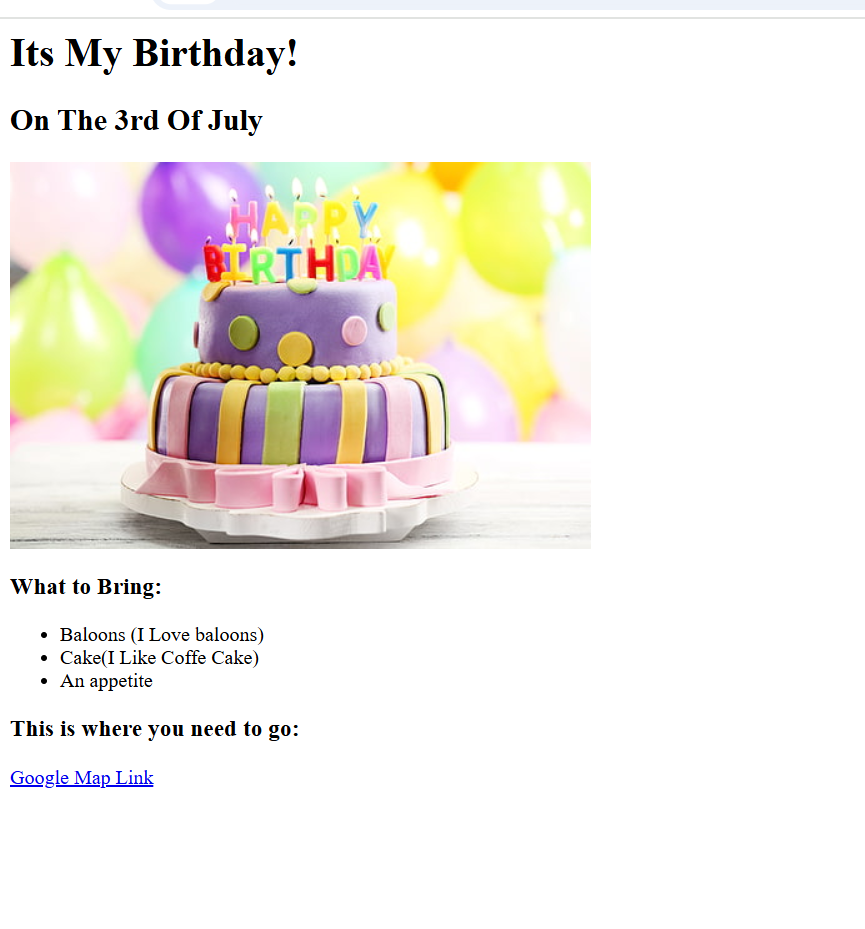 Its My Birthday!
On The 3rd Of July
HAPPY
BIRTHDAY
What to Bring:
Baloons (I Love baloons)
Cake(I Like Coffe Cake)
An appetite
This is where you need to go:
Google Map Link